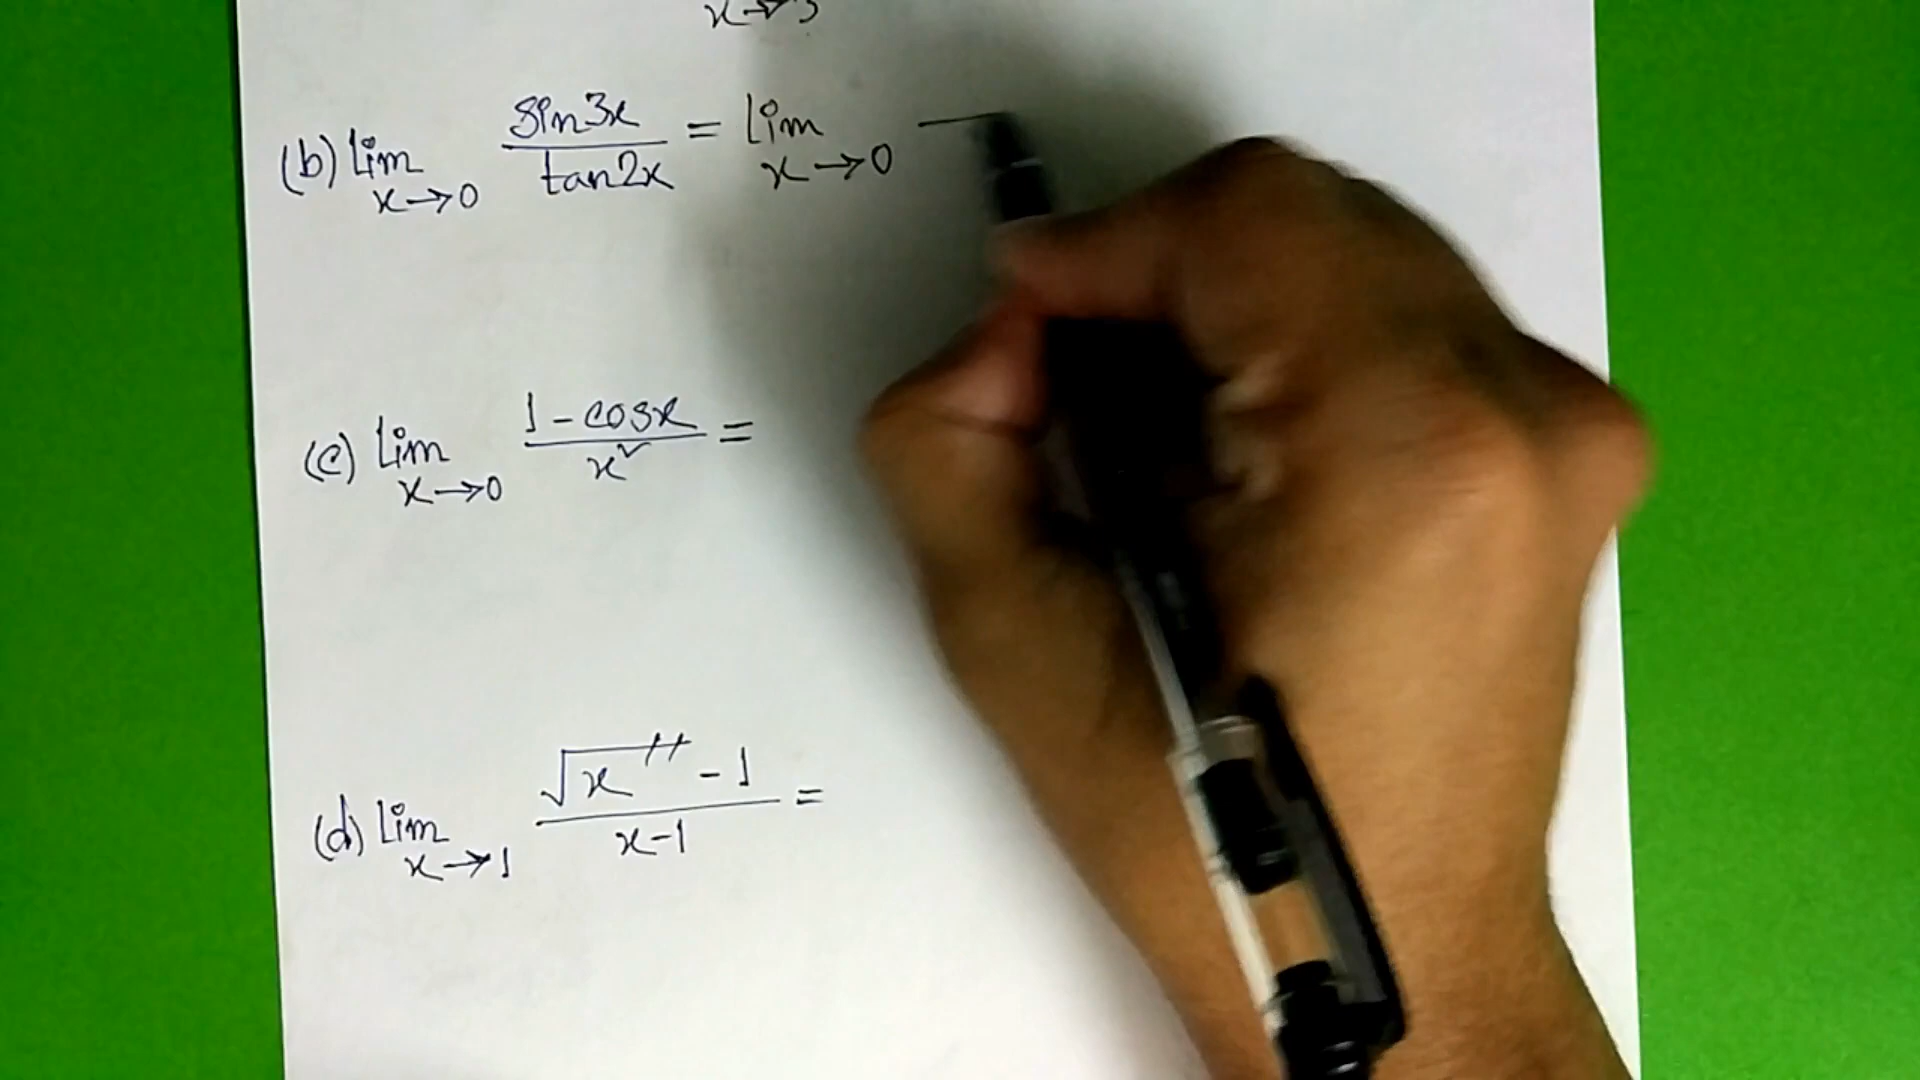 x→3
(b) lim x→0 sin3x / tan2x = lim x→0
(c) lim x→0 1-cosx / x² =
(d) lim x→1 √x - 1 / x-1 =